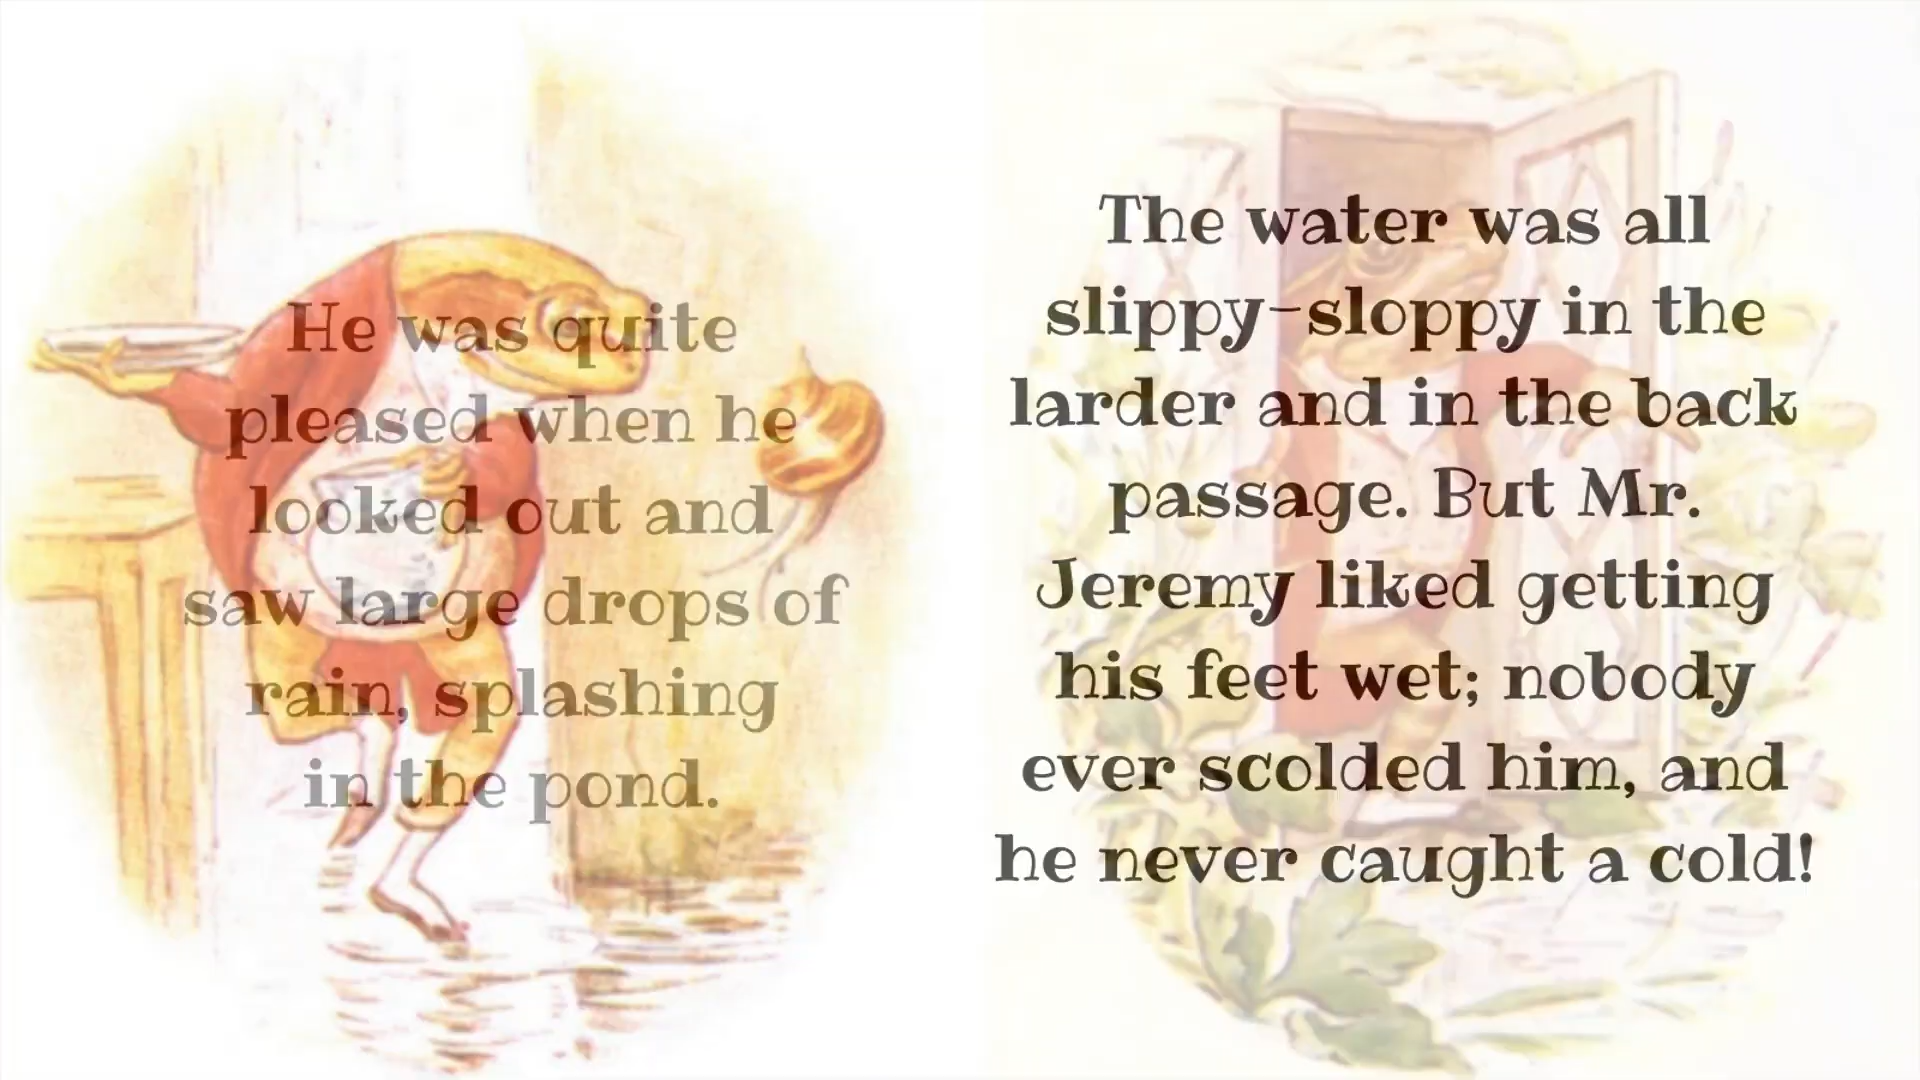 He was quite
pleased when he
looked out and
saw large drops of
rain, splashing
in the pond.
The water was all
slippy-sloppy in the
larder and in the back
passage. But Mr.
Jeremy liked getting
his feet wet; nobody
ever scolded him, and
he never caught a cold!